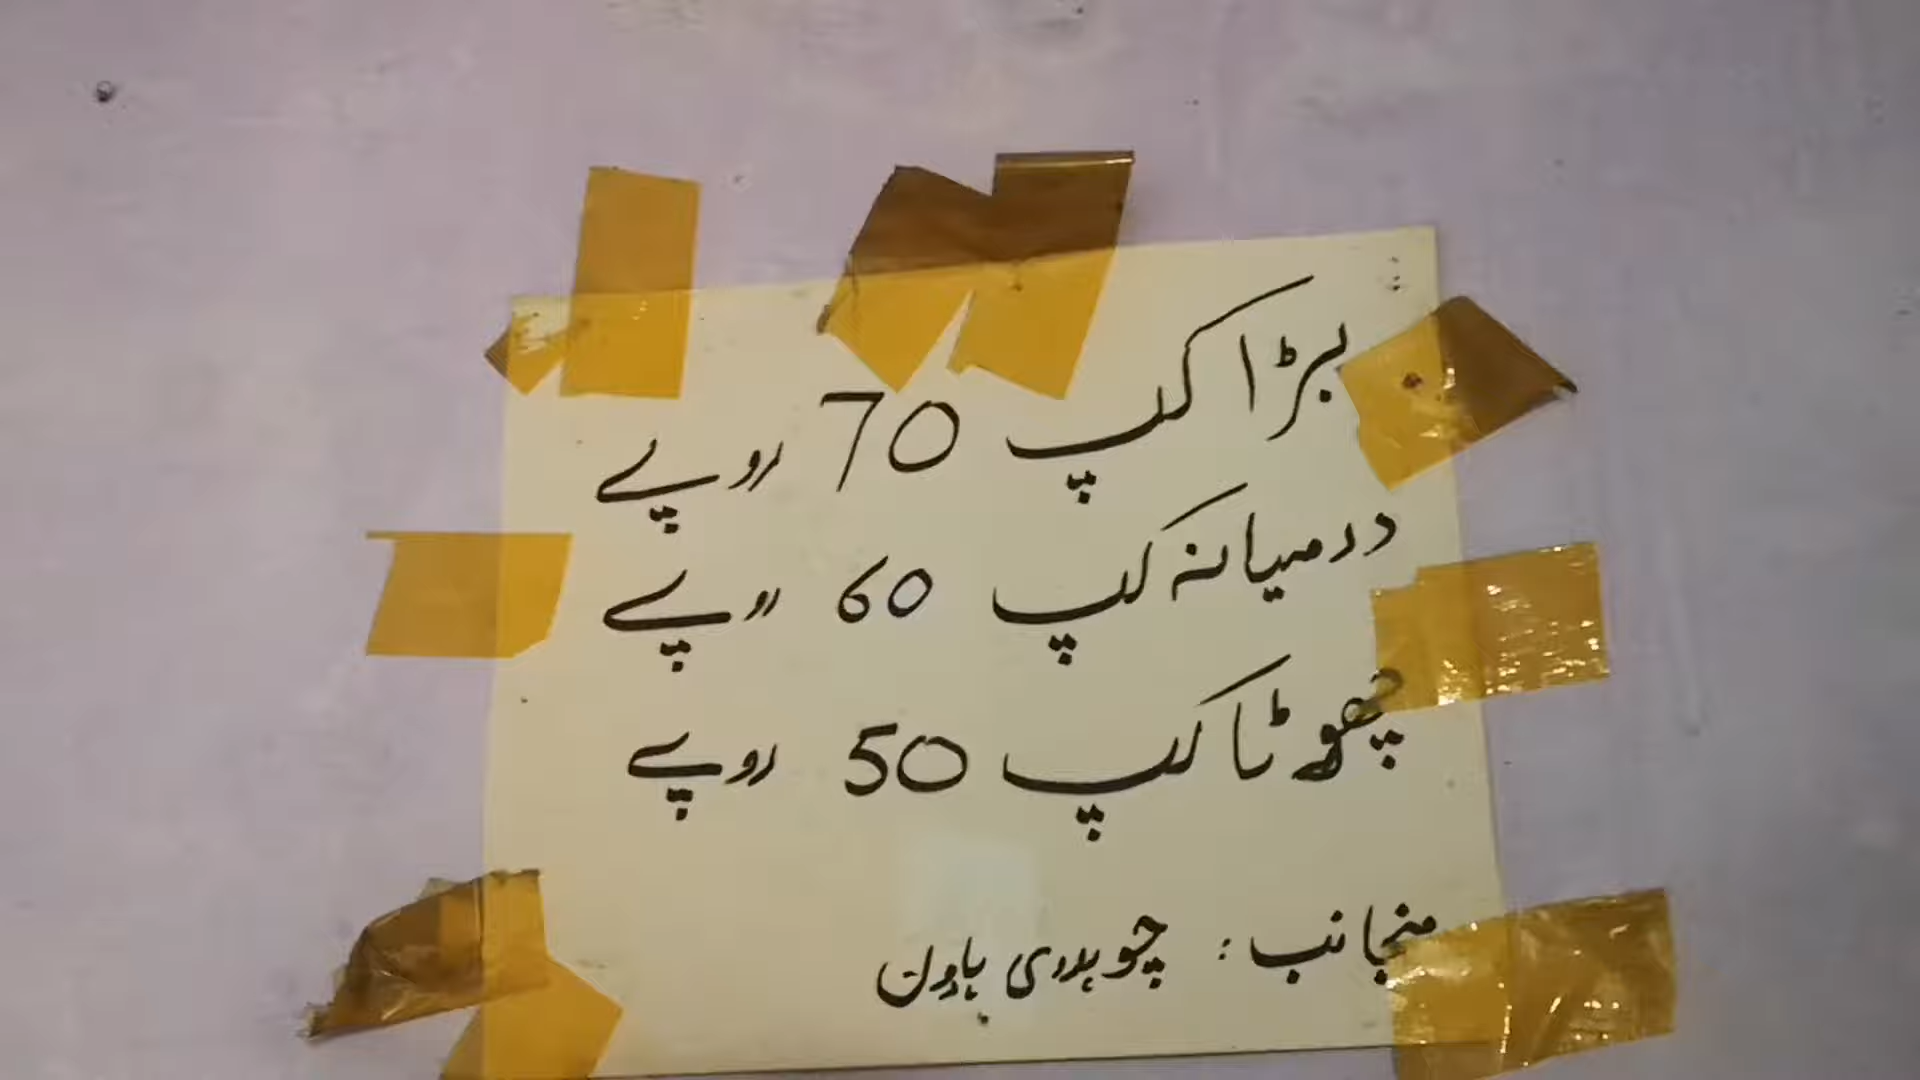 بڑا کپ 70 روپے
درمیانہ کپ 60 روپے
چھوٹا کپ 50 روپے
منجانب : چوہدری ہارون